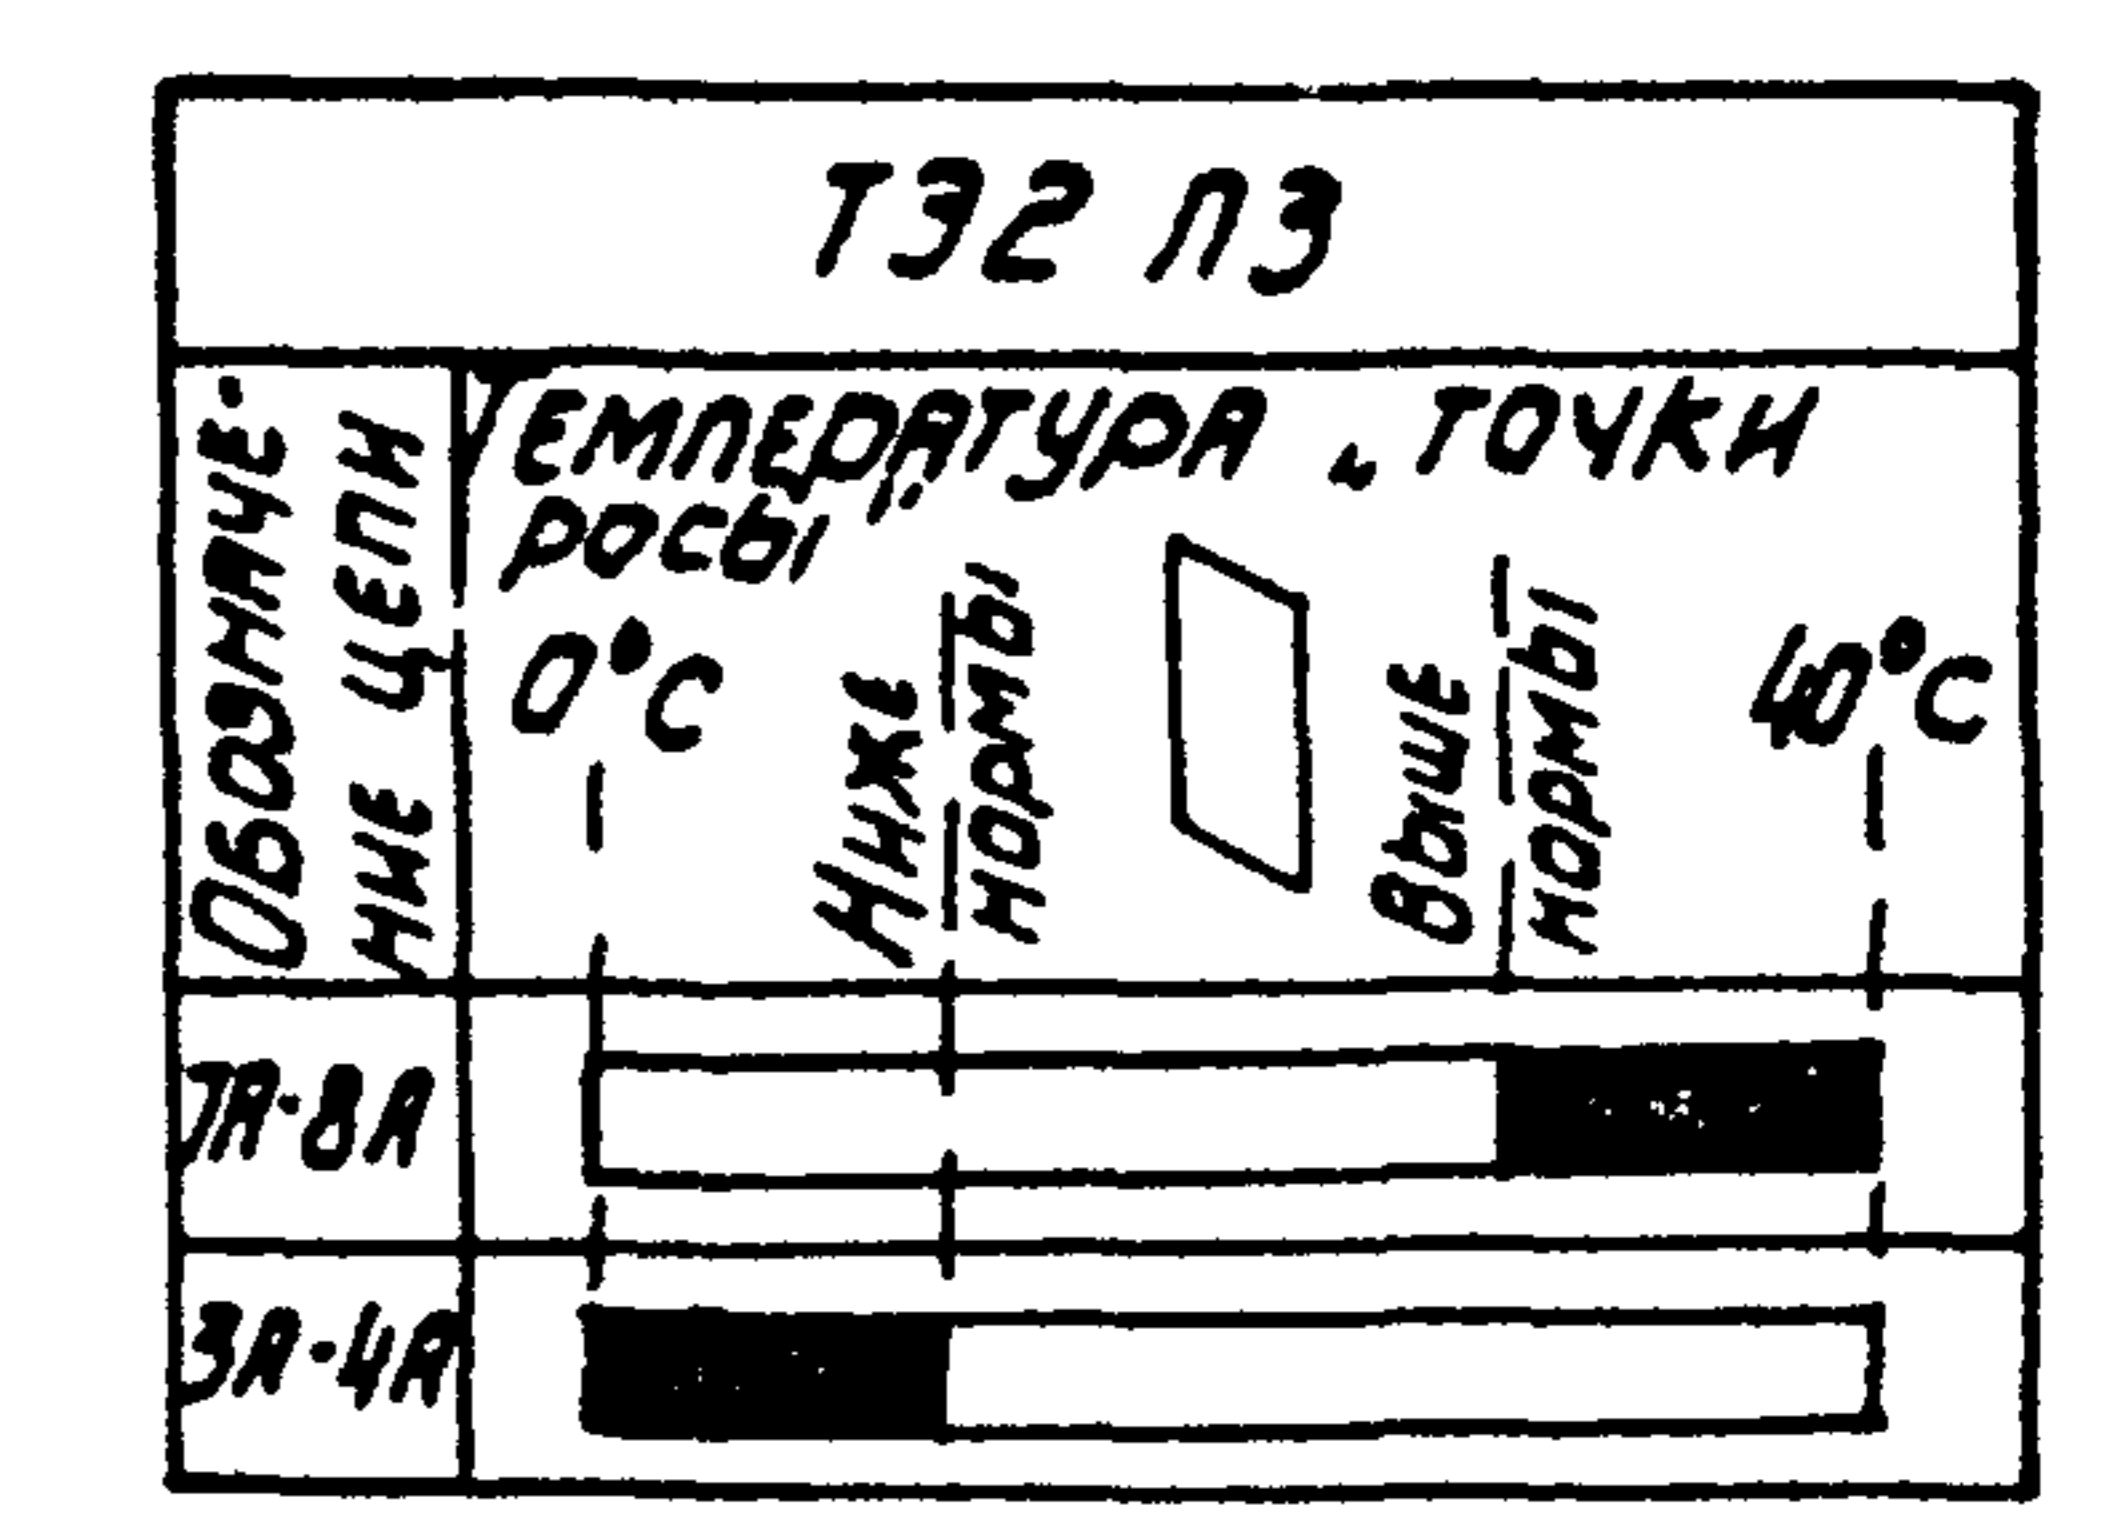 ТЭ2 ПЗ
Обозначе-
ние цепи
Температура „точки
росы"
0°С
Ниже
нормы
Выше
нормы
40°С
7А-8А
3А-4А